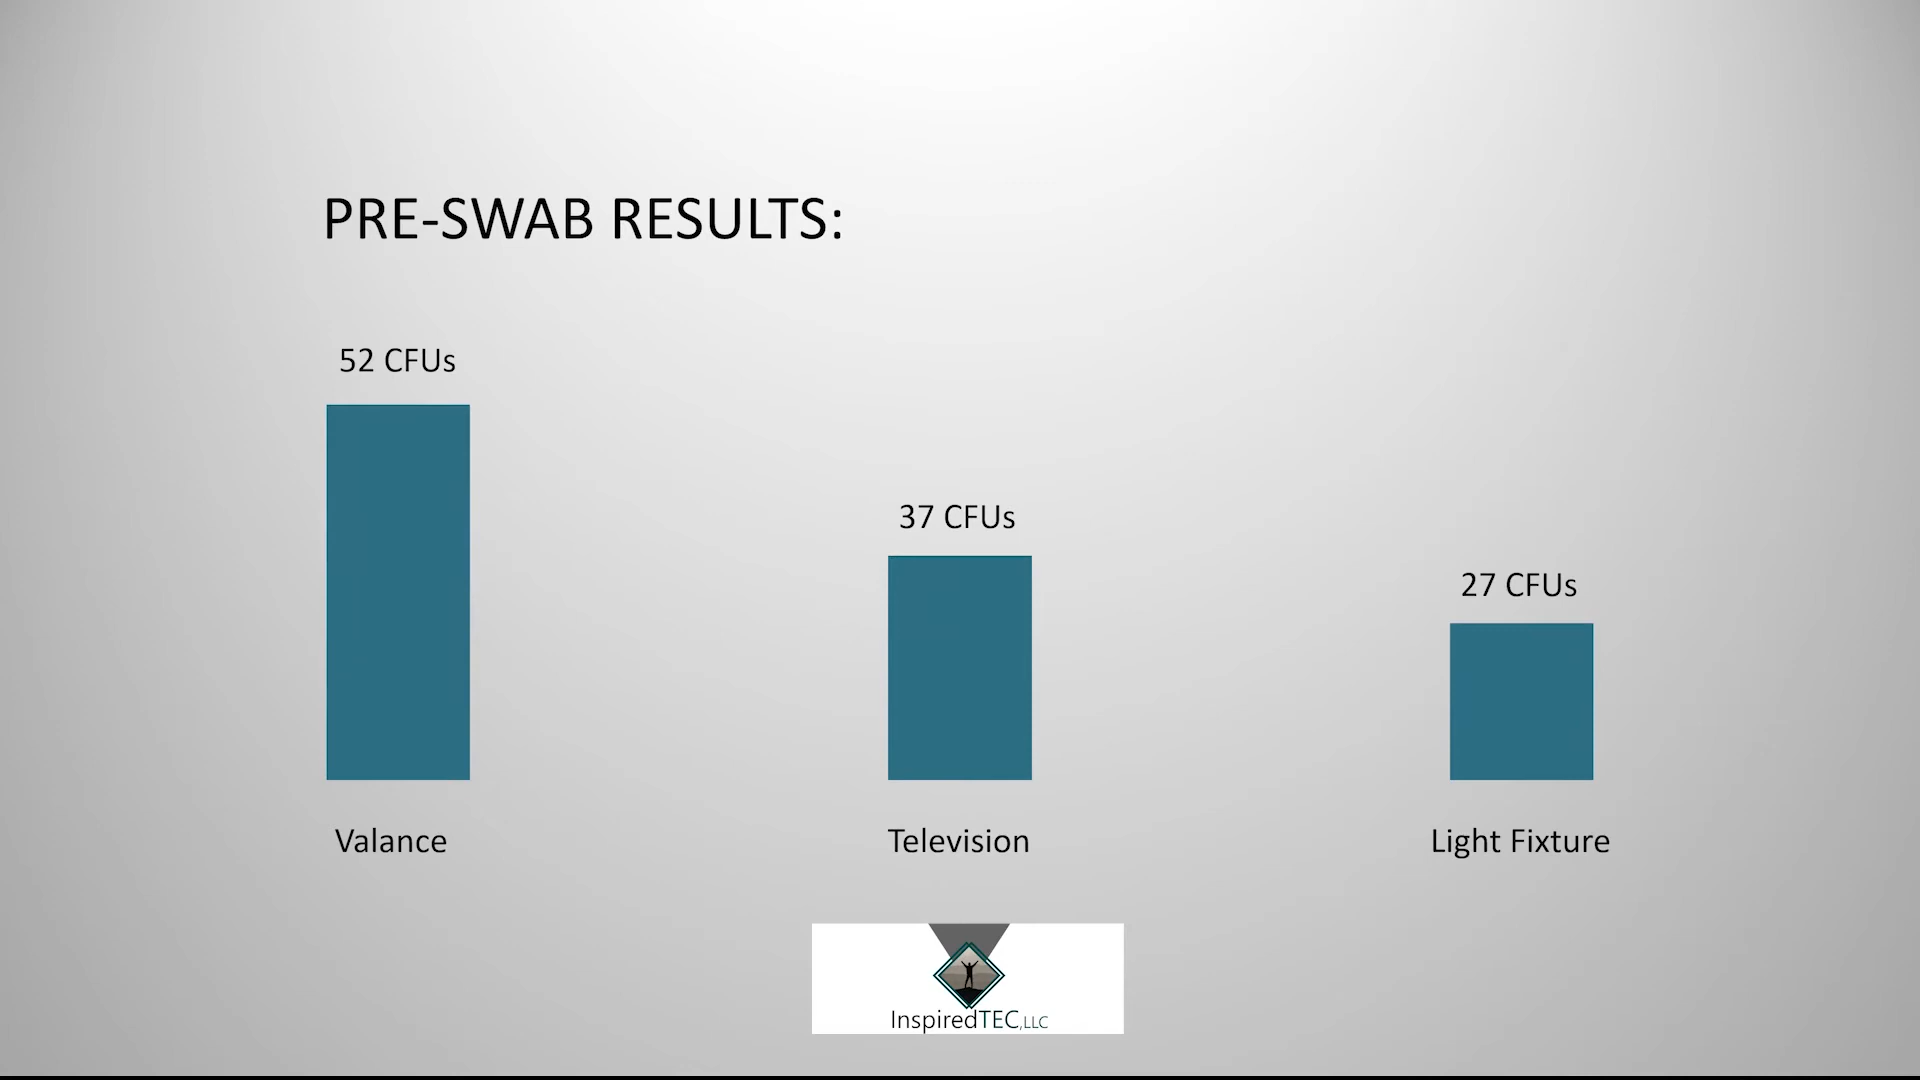 PRE-SWAB RESULTS:
52 CFUs
37 CFUs
27 CFUs
Valance
Television
Light Fixture
InspiredTEC,LLC